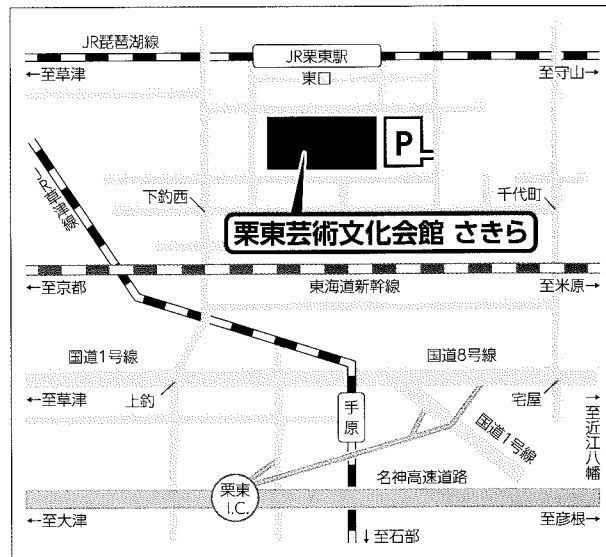 JR琵琶湖線
JR栗東駅
←至草津
東口
至守山→
P
JR草津線
下鈎西
千代町
栗東芸術文化会館 さきら
←至京都
東海道新幹線
至米原→
国道1号線
国道8号線
←至草津
上鈎
手原
宅屋
→至近江八幡
国道1号線
栗東
I.C.
名神高速道路
←至大津
至彦根→
↓至石部